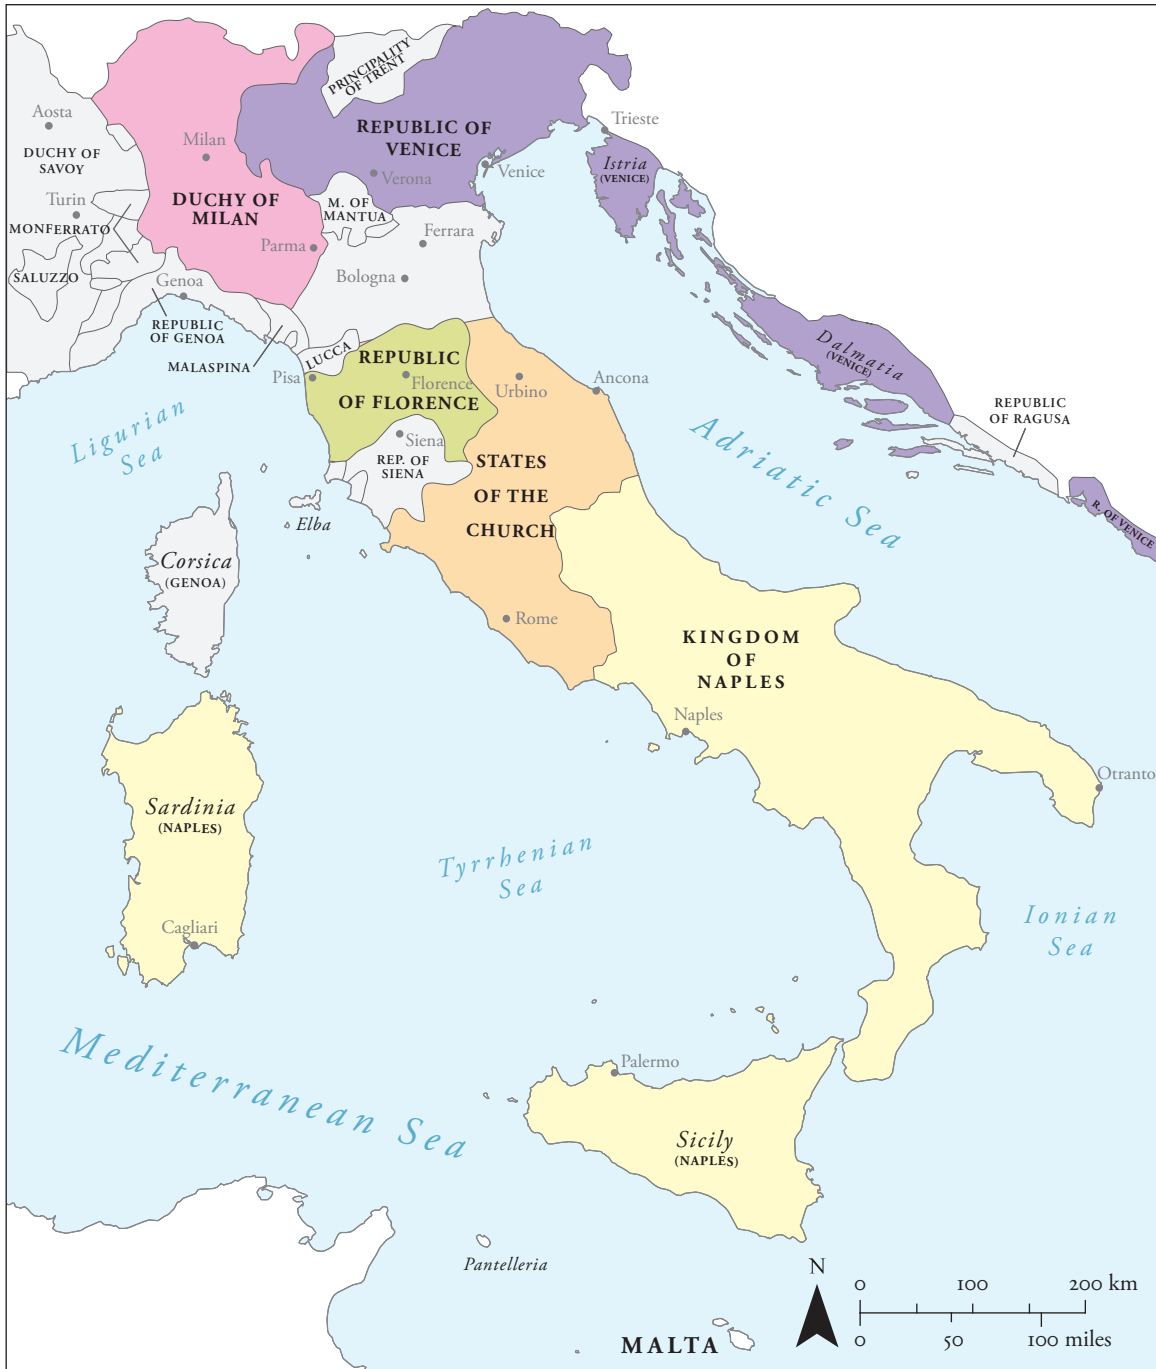 PRINCIPALITY
OF TRENT
Aosta
DUCHY OF
SAVOY
Milan
REPUBLIC OF
VENICE
Trieste
Istria
(VENICE)
Venice
Verona
Turin
DUCHY OF
MILAN
M. OF
MANTUA
MONFERRATO
Parma
Ferrara
SALUZZO
Genoa
Bologna
REPUBLIC
OF GENOA
MALASPINA
LUCCA
REPUBLIC
OF FLORENCE
Pisa
Florence
Urbino
Ancona
Dalmatia
(VENICE)
REPUBLIC
OF RAGUSA
Ligurian
Sea
Siena
REP. OF
SIENA
STATES
OF THE
CHURCH
Adriatic Sea
R. OF VENICE
Elba
Corsica
(GENOA)
Rome
KINGDOM
OF
NAPLES
Naples
Otranto
Sardinia
(NAPLES)
Tyrrhenian
Sea
Cagliari
Ionian
Sea
Mediterranean Sea
Palermo
Sicily
(NAPLES)
Pantelleria
MALTA
N
0 100 200 km
0 50 100 miles